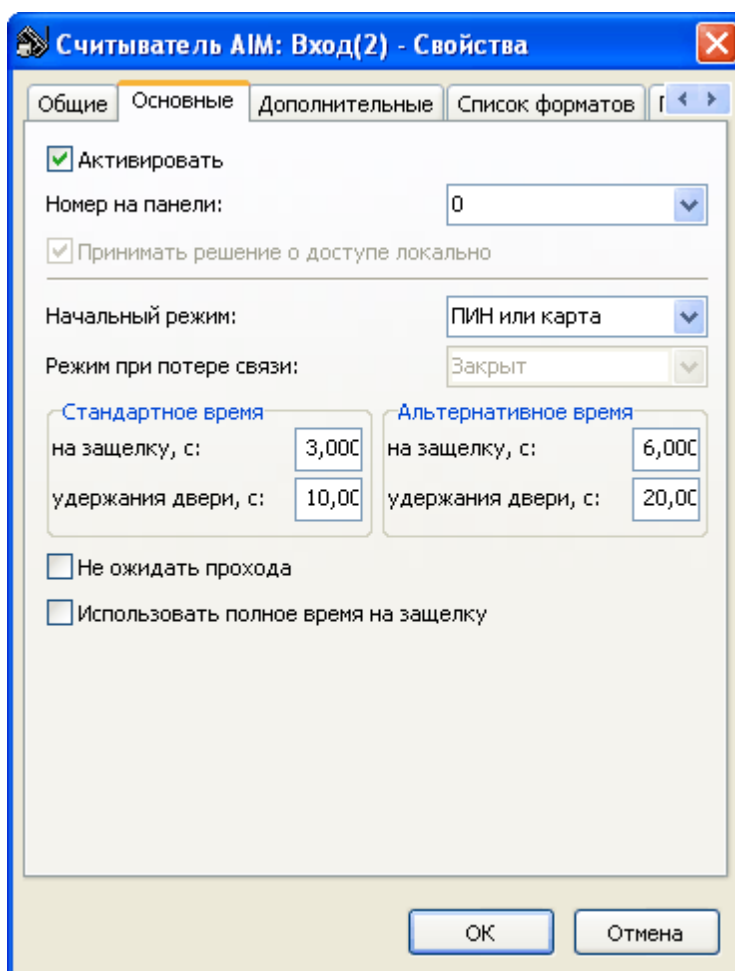 Считыватель AIM: Вход(2) - Свойства
Общие Основные Дополнительные Список форматов
Активировать
Номер на панели: 0
Принимать решение о доступе локально
Начальный режим: ПИН или карта
Режим при потере связи: Закрыт
Стандартное время Альтернативное время
на защелку, с: 3,000 на защелку, с: 6,000
удержания двери, с: 10,00 удержания двери, с: 20,00
Не ожидать прохода
Использовать полное время на защелку
ОК Отмена